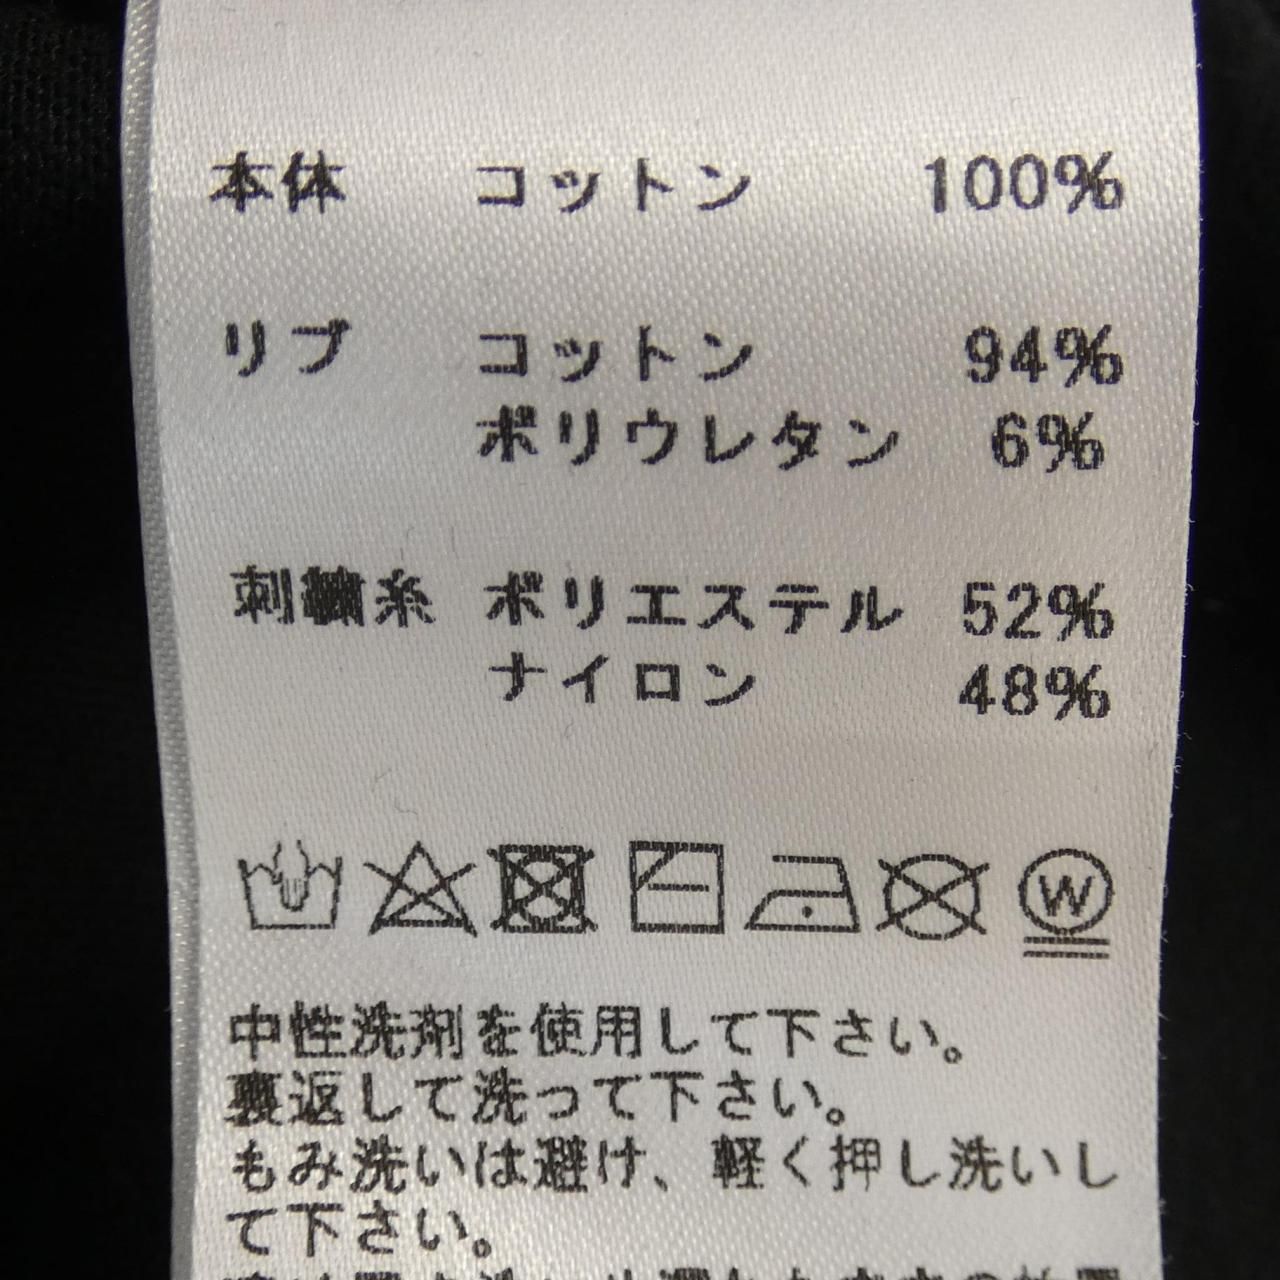 本体 コットン 100%
リブ コットン 94%
ポリウレタン 6%
刺繍糸 ポリエステル 52%
ナイロン 48%
W
中性洗剤を使用して下さい。
裏返して洗って下さい。
もみ洗いは避け、軽く押し洗いし
て下さい。